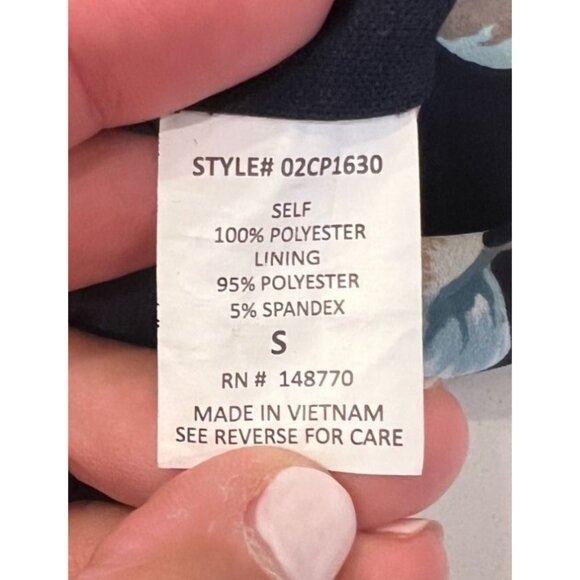 STYLE# 02CP1630
SELF
100% POLYESTER
LINING
95% POLYESTER
5% SPANDEX
S
RN # 148770
MADE IN VIETNAM
SEE REVERSE FOR CARE